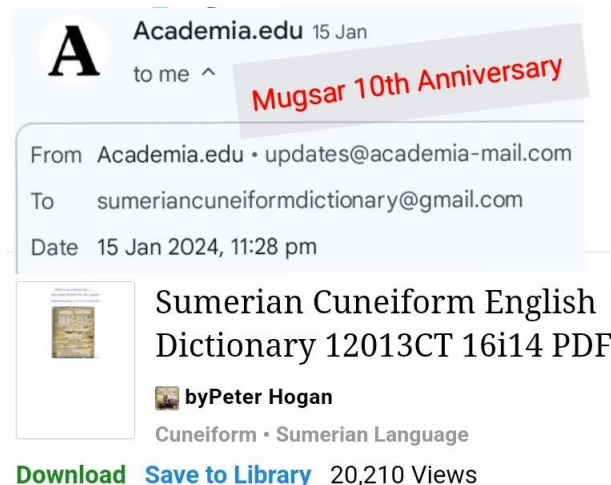 A
Academia.edu 15 Jan
to me ^
Mugsar 10th Anniversary
From Academia.edu • updates@academia-mail.com
To sumeriancuneiformdictionary@gmail.com
Date 15 Jan 2024, 11:28 pm
Sumerian Cuneiform English
Dictionary 12013CT 16i14 PDF
byPeter Hogan
Cuneiform • Sumerian Language
Download Save to Library 20,210 Views